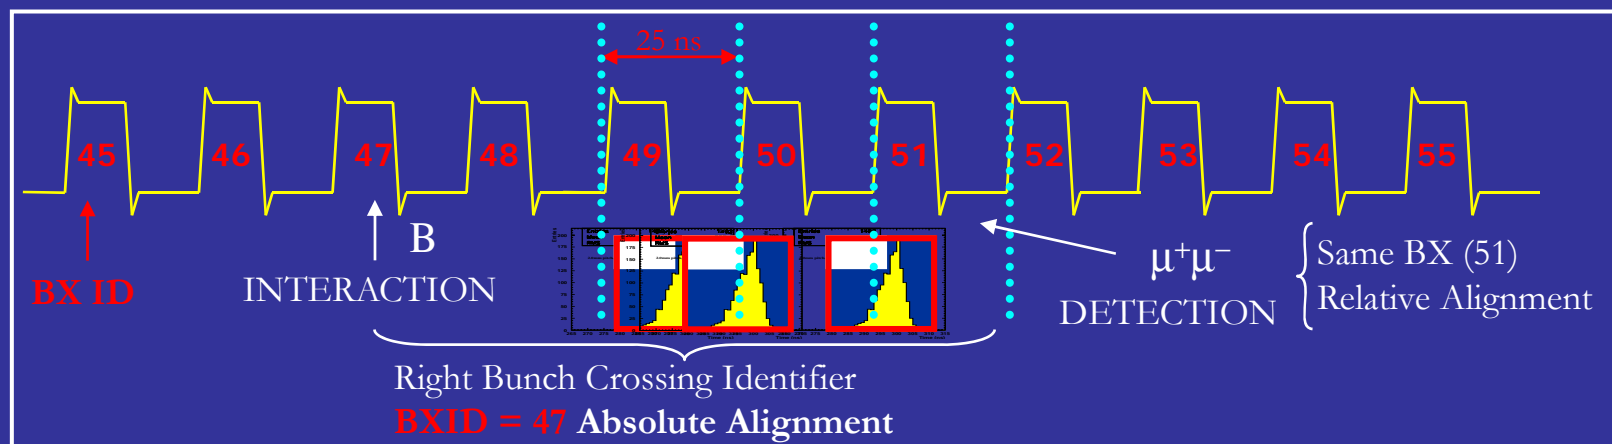 25 ns
45 46 47 48 49 50 51 52 53 54 55
BX ID
B
INTERACTION
μ⁺μ⁻
DETECTION
Same BX (51)
Relative Alignment
Right Bunch Crossing Identifier
BXID = 47 Absolute Alignment